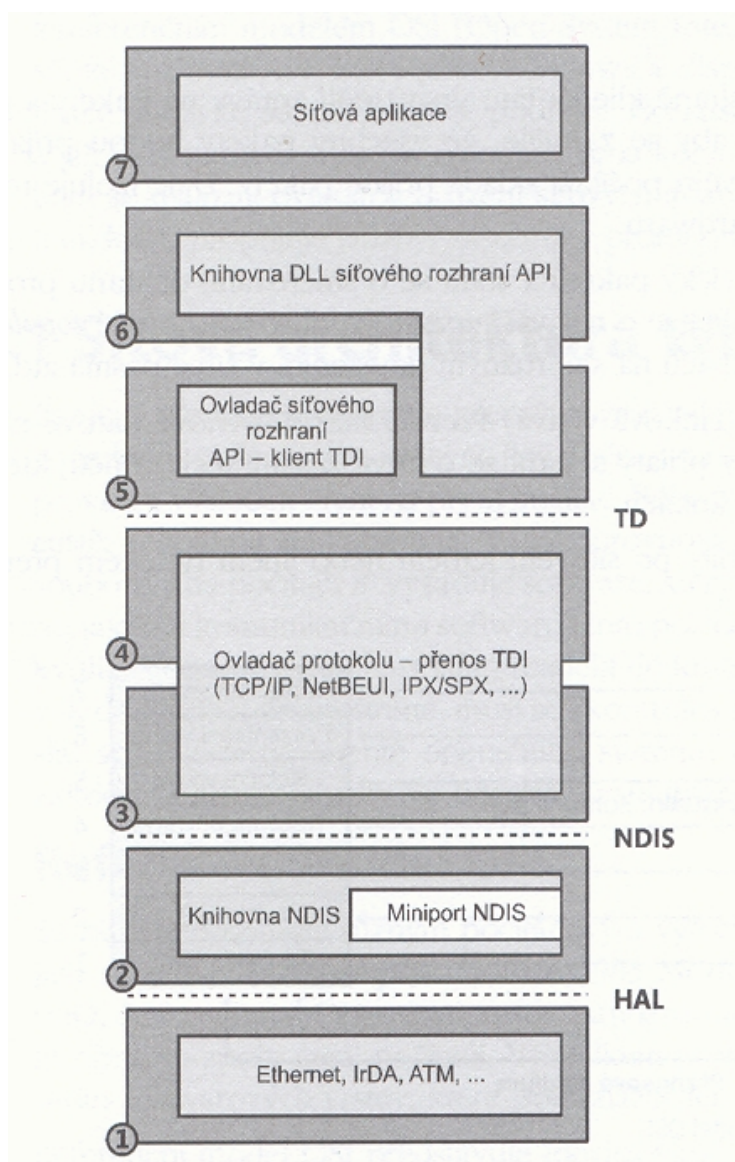 Síťová aplikace
7
Knihovna DLL síťového rozhraní API
6
Ovladač síťového
rozhraní
API – klient TDI
5
TD
4
Ovladač protokolu – přenos TDI
(TCP/IP, NetBEUI, IPX/SPX, ...)
3
NDIS
Knihovna NDIS
Miniport NDIS
2
HAL
Ethernet, IrDA, ATM, ...
1